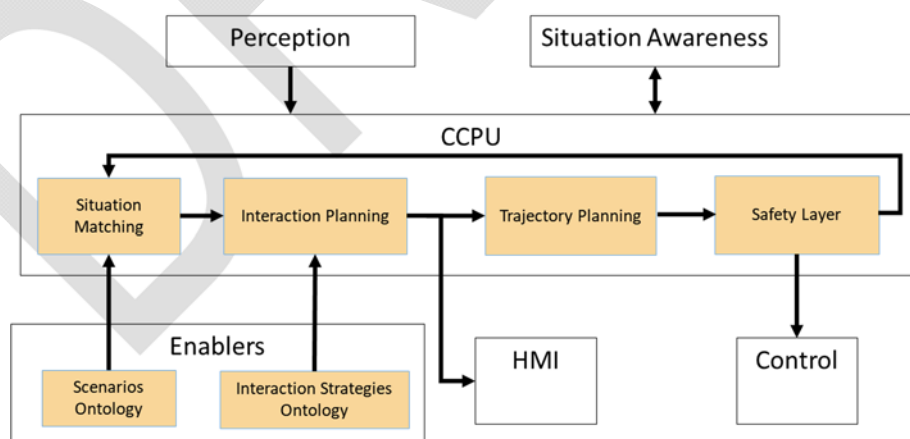 Perception
Situation Awareness
CCPU
Situation
Matching
Interaction Planning
Trajectory Planning
Safety Layer
Enablers
HMI
Control
Scenarios
Ontology
Interaction Strategies
Ontology